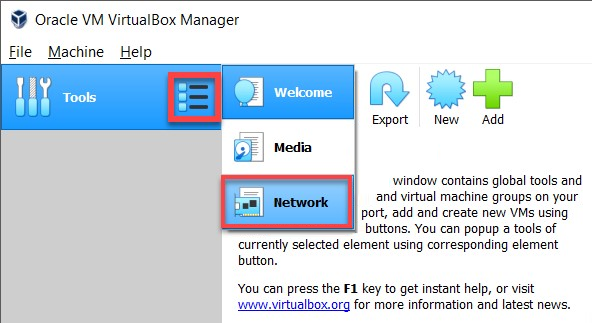 Oracle VM VirtualBox Manager
File Machine Help
Tools
Welcome
Media
Network
Export New Add
window contains global tools and
and virtual machine groups on your
port, add and create new VMs using
buttons. You can popup a tools of
currently selected element using corresponding element
button.
You can press the F1 key to get instant help, or visit
www.virtualbox.org for more information and latest news.